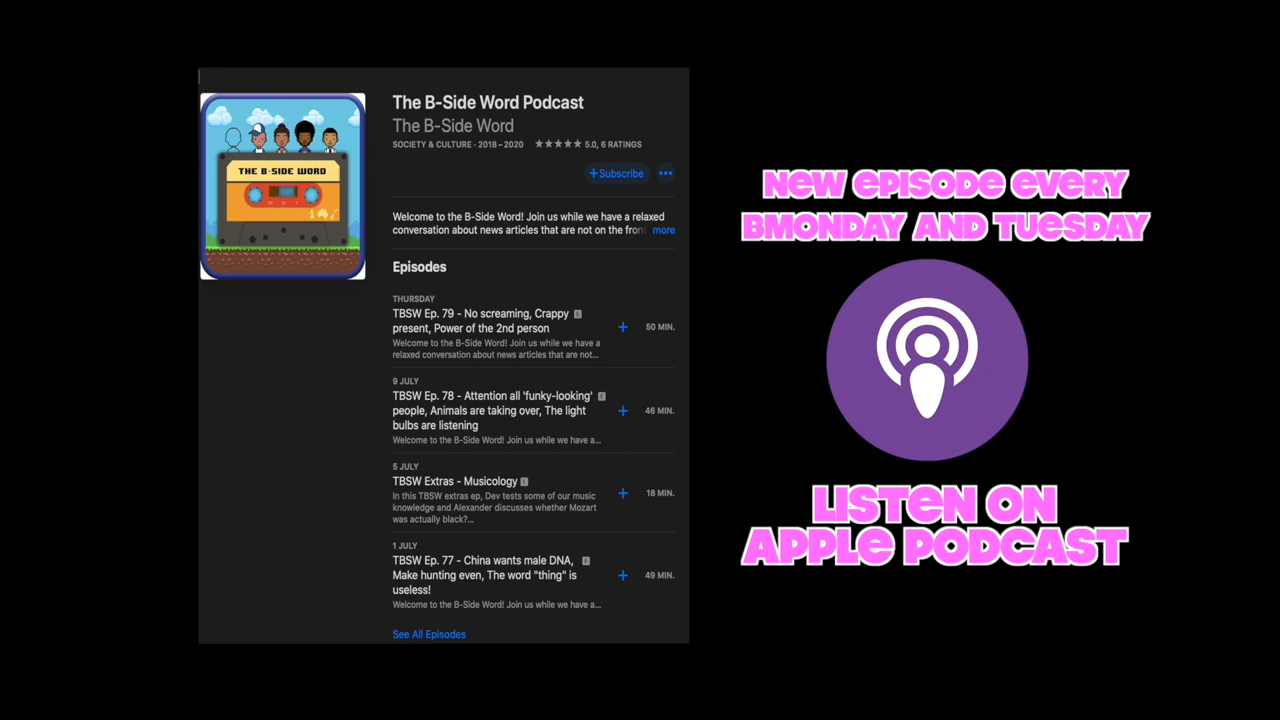 The B-Side Word Podcast
The B-Side Word
SOCIETY & CULTURE · 2018–2020 ★★★★★ 5.0, 6 RATINGS
+Subscribe •••
THE B-SIDE WORD
Welcome to the B-Side Word! Join us while we have a relaxed
conversation about news articles that are not on the front more
Episodes
THURSDAY
TBSW Ep. 79 - No screaming, Crappy E
present, Power of the 2nd person
+ 50 MIN.
Welcome to the B-Side Word! Join us while we have a
relaxed conversation about news articles that are not...
9 JULY
TBSW Ep. 78 - Attention all 'funky-looking' E
people, Animals are taking over, The light
bulbs are listening
+ 46 MIN.
Welcome to the B-Side Word! Join us while we have a...
5 JULY
TBSW Extras - Musicology E
In this TBSW extras ep, Dev tests some of our music
knowledge and Alexander discusses whether Mozart
was actually black?...
+ 18 MIN.
1 JULY
TBSW Ep. 77 - China wants male DNA, E
Make hunting even, The word "thing" is
useless!
+ 49 MIN.
Welcome to the B-Side Word! Join us while we have a...
See All Episodes
NEW EPISODE EVERY
BMONDAY AND TUESDAY
LISTEN ON
APPLE PODCAST